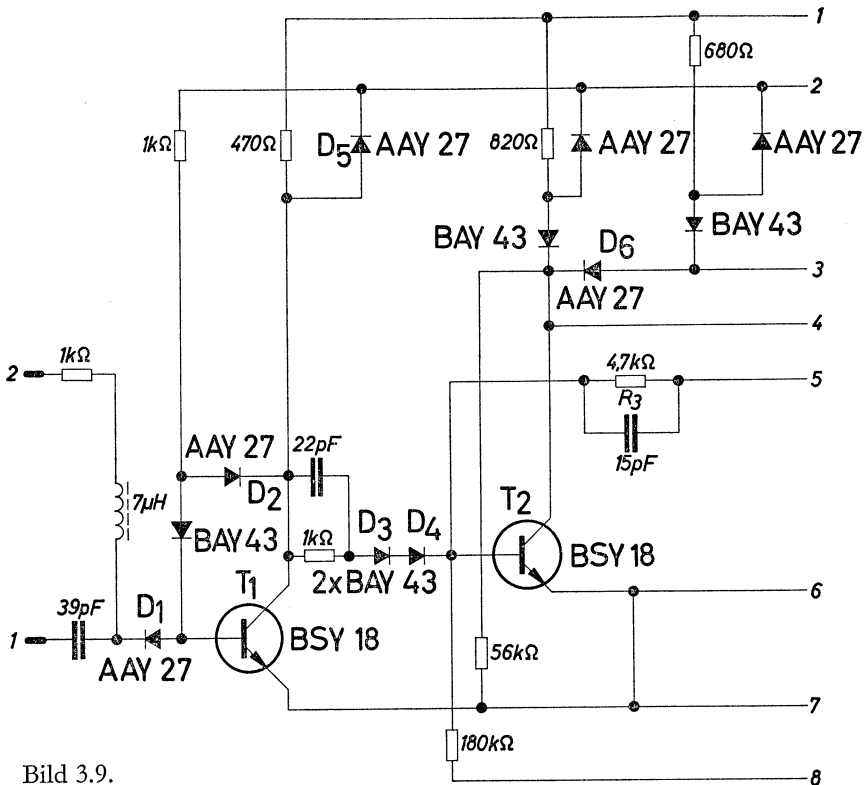 1
680Ω
2
1kΩ
470Ω
D5
AAY 27
820Ω
AAY 27
AAY 27
BAY 43
D6
BAY 43
3
AAY 27
4
1kΩ
2
4,7kΩ
5
R3
15pF
AAY 27
22pF
D2
7μH
BAY 43
D3
D4
T2
1kΩ
BSY 18
2xBAY 43
T1
6
39pF
D1
1
BSY 18
56kΩ
AAY 27
7
180kΩ
Bild 3.9.
8